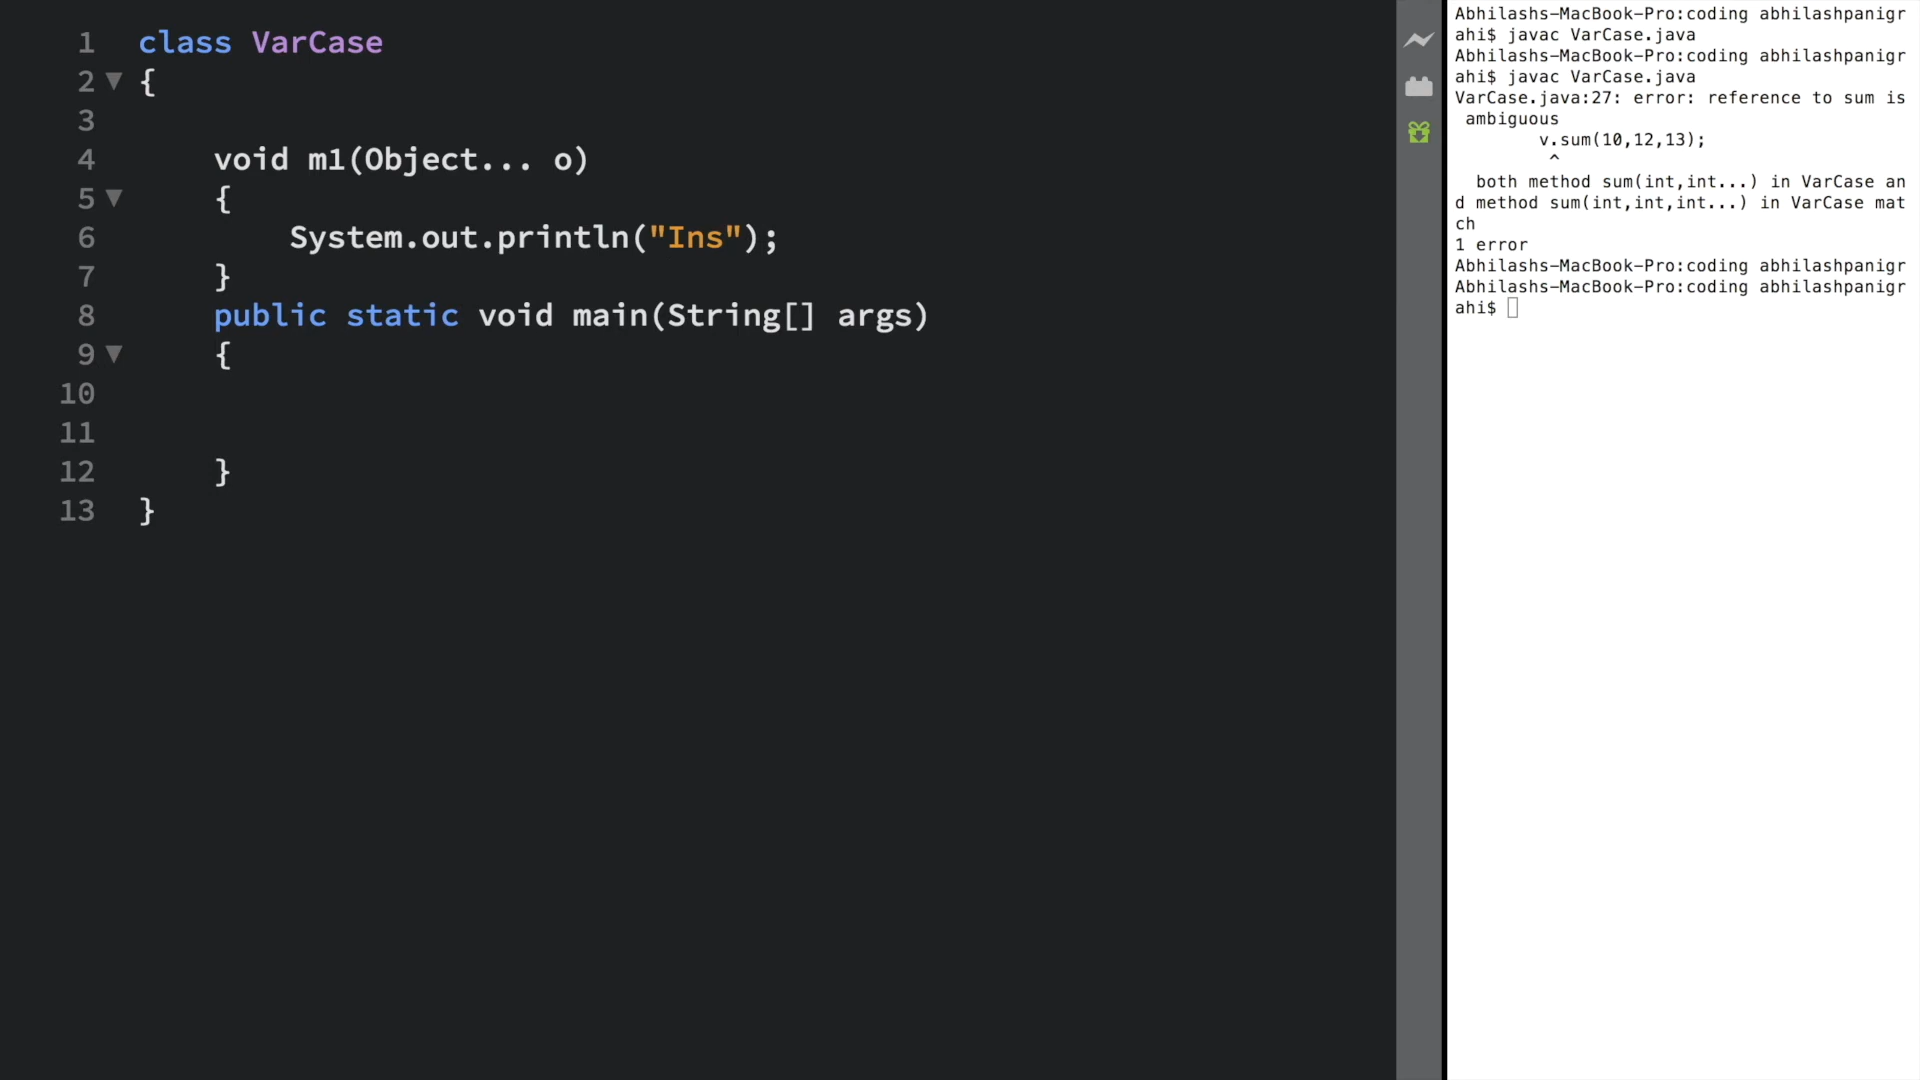 1 class VarCase
2 {
3
4 void m1(Object... o)
5 {
6 System.out.println("Ins");
7 }
8 public static void main(String[] args)
9 {
10
11
12 }
13 }
Abhilashs-MacBook-Pro:coding abhilashpanigr
ahi$ javac VarCase.java
Abhilashs-MacBook-Pro:coding abhilashpanigr
ahi$ javac VarCase.java
VarCase.java:27: error: reference to sum is
ambiguous
v.sum(10,12,13);
^
both method sum(int,int...) in VarCase an
d method sum(int,int,int...) in VarCase mat
ch
1 error
Abhilashs-MacBook-Pro:coding abhilashpanigr
Abhilashs-MacBook-Pro:coding abhilashpanigr
ahi$